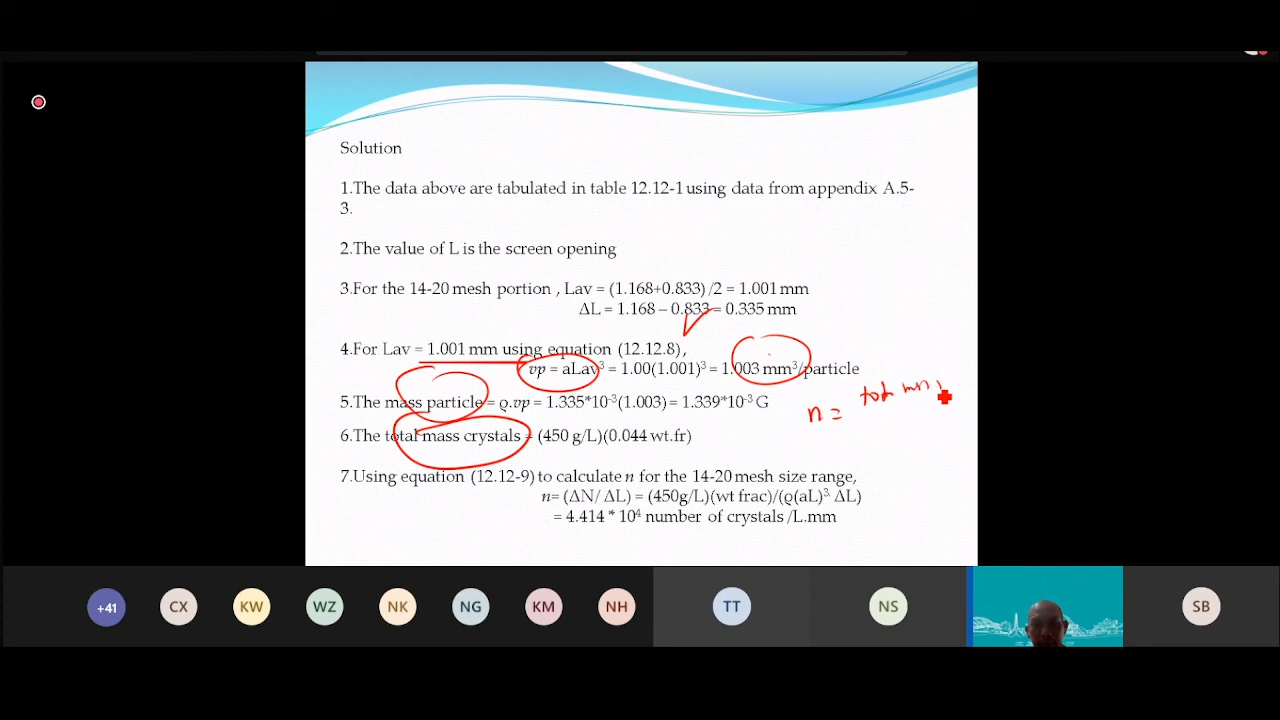 Solution
1.The data above are tabulated in table 12.12-1 using data from appendix A.5-
3.
2.The value of L is the screen opening
3.For the 14-20 mesh portion , Lav = (1.168+0.833) /2 = 1.001 mm
ΔL = 1.168 – 0.833 = 0.335 mm
4.For Lav = 1.001 mm using equation (12.12.8),
vp = aLav³ = 1.00(1.001)³ = 1.003 mm³/particle
5.The mass particle = ϱ.vp = 1.335*10⁻³(1.003) = 1.339*10⁻³ G
n =
6.The total mass crystals = (450 g/L)(0.044 wt.fr)
7.Using equation (12.12-9) to calculate n for the 14-20 mesh size range,
n= (ΔN/ ΔL) = (450g/L)(wt frac)/(ϱ(aL)³ ΔL)
= 4.414 * 10⁴ number of crystals /L.mm
+41
CX
KW
WZ
NK
NG
KM
NH
TT
NS
SB